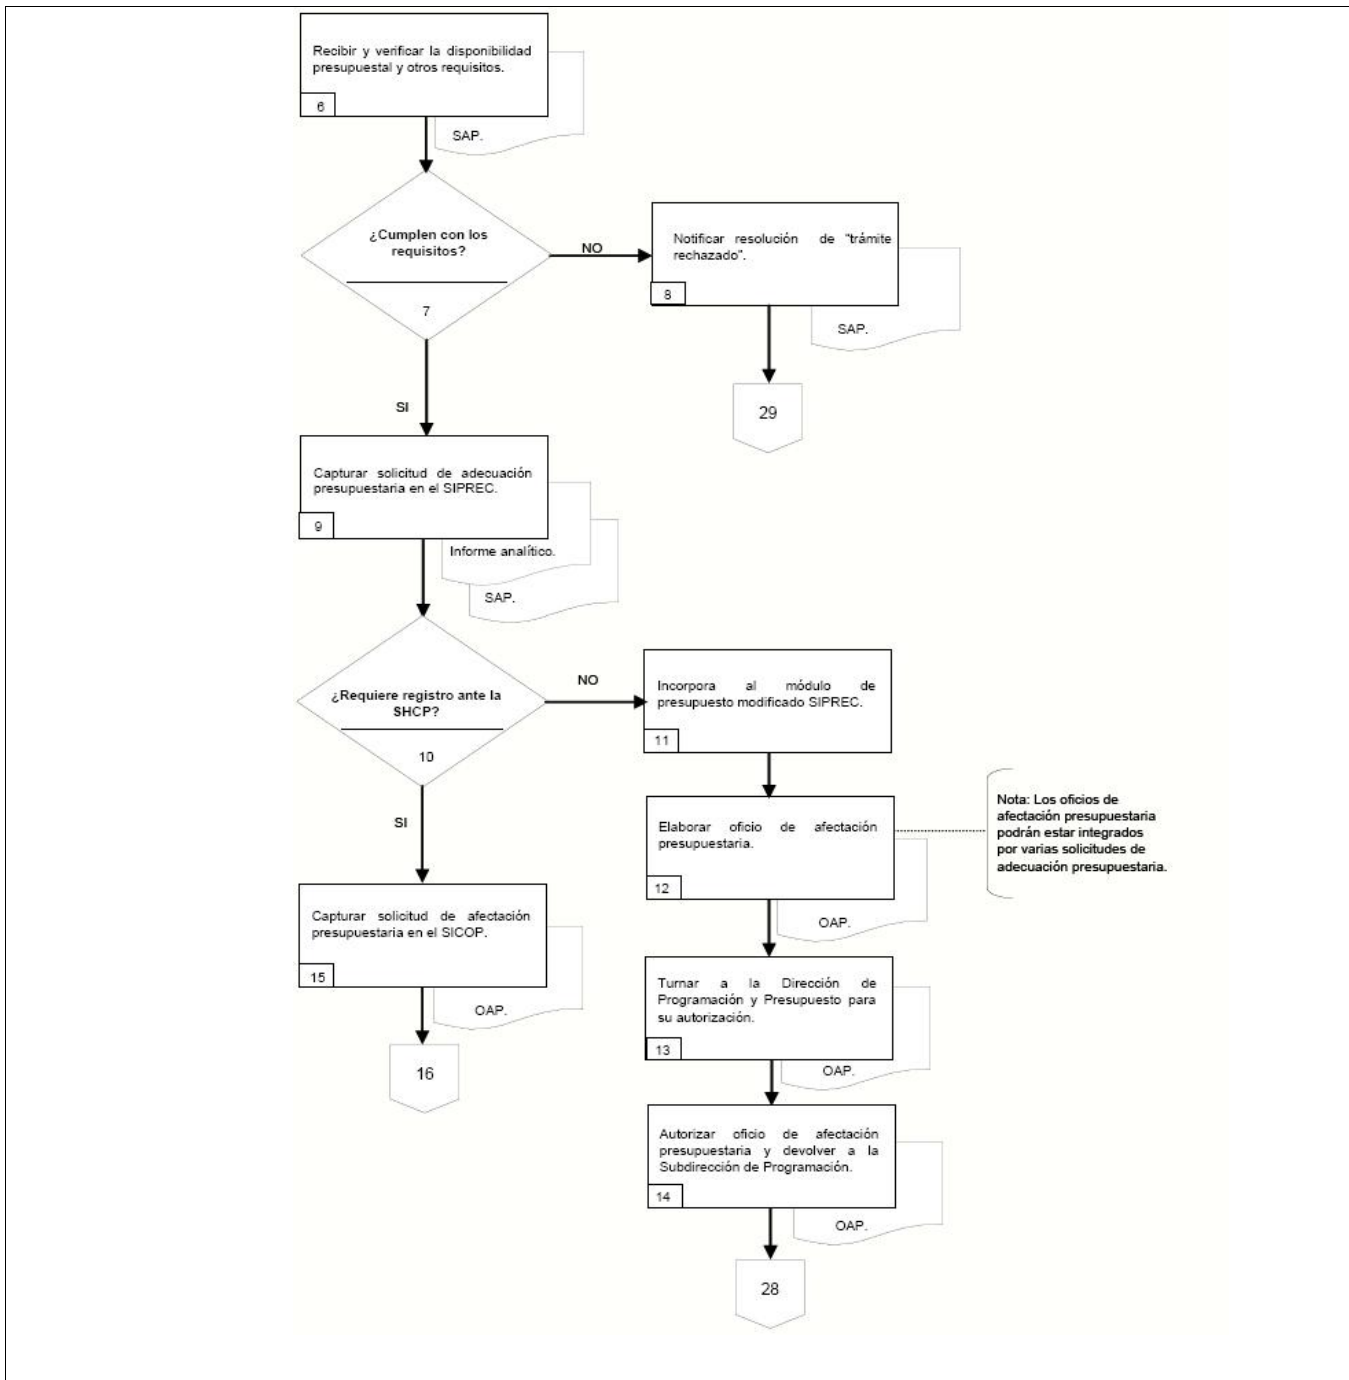 Recibir y verificar la disponibilidad
presupuestal y otros requisitos.
6
SAP.
¿Cumplen con los
requisitos?
7
NO
Notificar resolución de "trámite
rechazado".
8
SAP.
29
SI
Capturar solicitud de adecuación
presupuestaria en el SIPREC.
9
Informe analítico.
SAP.
¿Requiere registro ante la
SHCP?
10
NO
Incorpora al módulo de
presupuesto modificado SIPREC.
11
Elaborar oficio de afectación
presupuestaria.
12
OAP.
Nota: Los oficios de
afectación presupuestaria
podrán estar integrados
por varias solicitudes de
adecuación presupuestaria.
SI
Capturar solicitud de afectación
presupuestaria en el SICOP.
15
OAP.
16
Turnar a la Dirección de
Programación y Presupuesto para
su autorización.
13
OAP.
Autorizar oficio de afectación
presupuestaria y devolver a la
Subdirección de Programación.
14
OAP.
28